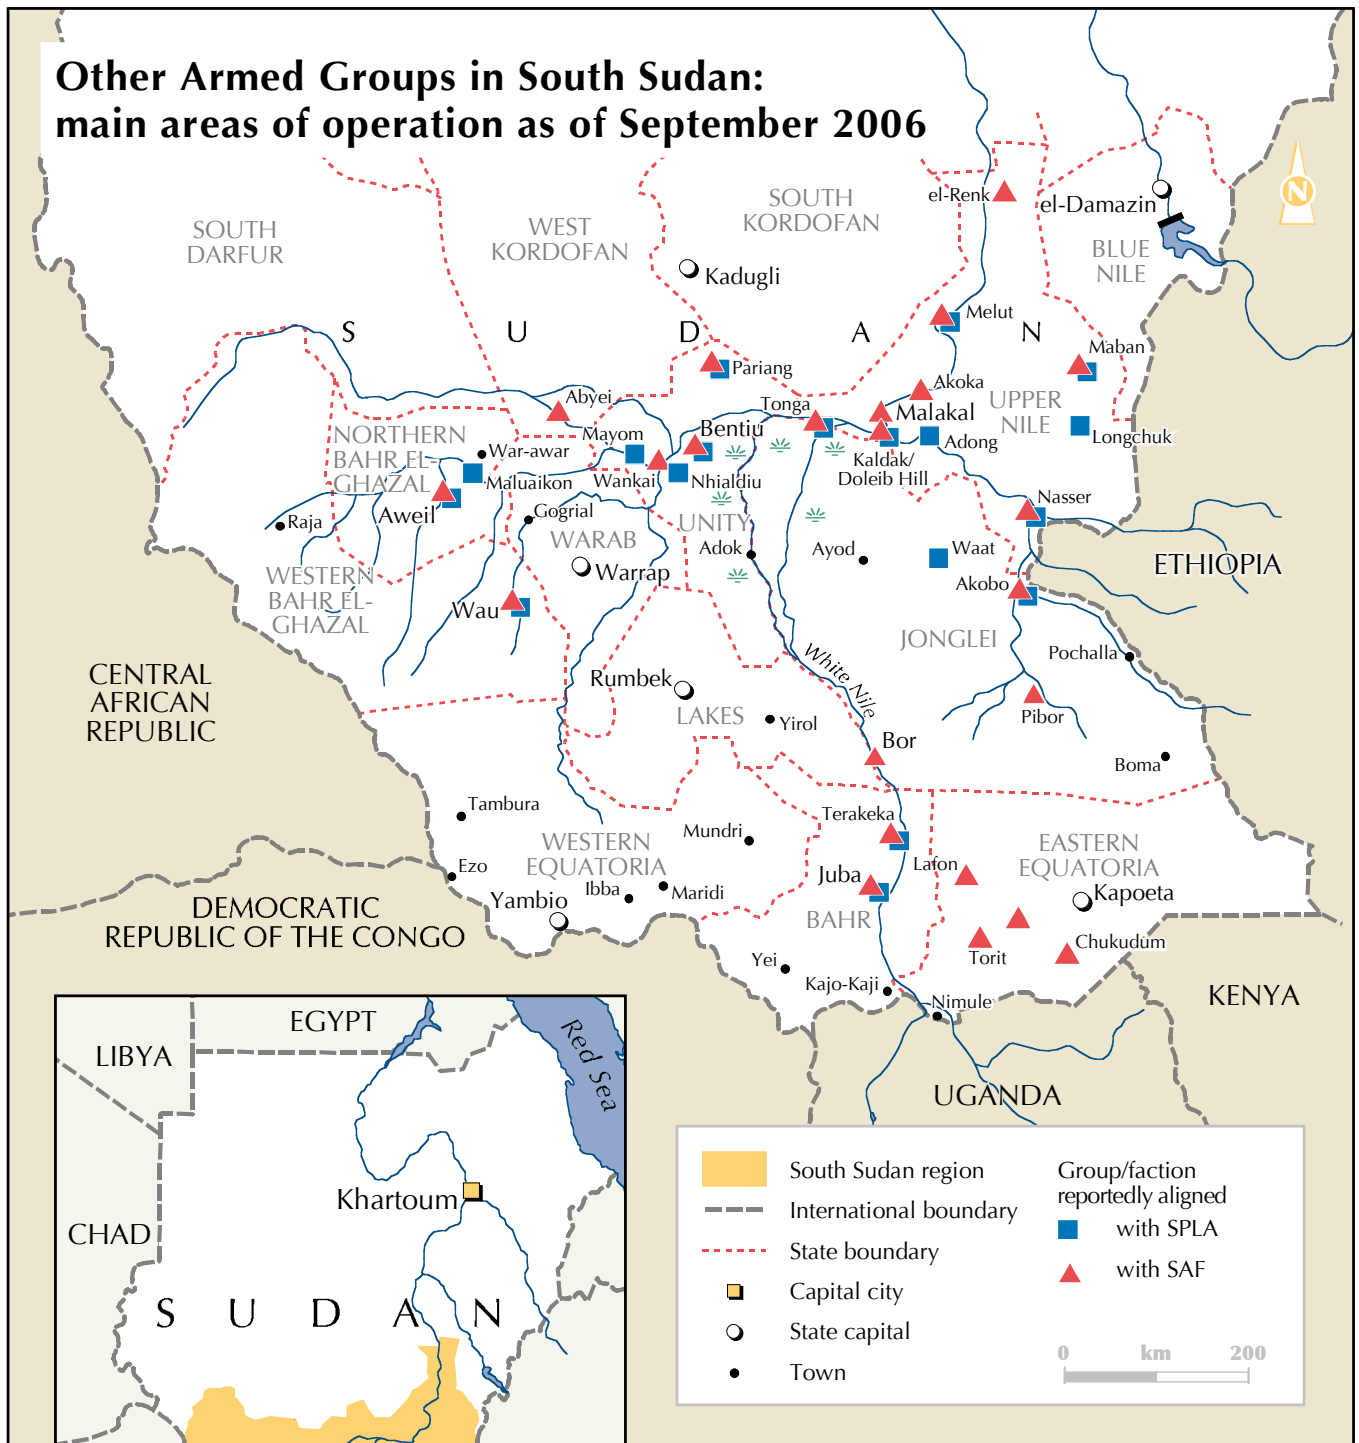 Other Armed Groups in South Sudan:
main areas of operation as of September 2006
N
el-Renk
el-Damazin
SOUTH
DARFUR
WEST
KORDOFAN
SOUTH
KORDOFAN
BLUE
NILE
Kadugli
S U D A N
Melut
Maban
Pariang
Abyei
Akoka
Tonga
Malakal
UPPER
NILE
Longchuk
Adong
Kaldak/
Doleib Hill
Bentiu
Mayom
NORTHERN
BAHR EL-
GHAZAL
War-awar
Maluaikon
Wankai
Nhialdiu
Aweil
Gogrial
Nasser
Raja
WARAB
UNITY
Adok
Ayod
Waat
ETHIOPIA
Warrap
Akobo
WESTERN
BAHR EL-
GHAZAL
Wau
JONGLEI
Pochalla
CENTRAL
AFRICAN
REPUBLIC
White Nile
Rumbek
LAKES
Yirol
Pibor
Bor
Boma
Tambura
Terakeka
Mundri
WESTERN
EQUATORIA
EASTERN
EQUATORIA
Lafon
Ezo
Juba
Ibba
Maridi
Kapoeta
Yambio
BAHR
DEMOCRATIC
REPUBLIC OF THE CONGO
Torit
Chukudum
Yei
Kajo-Kaji
Nimule
KENYA
UGANDA
EGYPT
LIBYA
Red Sea
Khartoum
CHAD
S U D A N
South Sudan region
International boundary
State boundary
Capital city
State capital
Town
Group/faction
reportedly aligned
with SPLA
with SAF
0 km 200